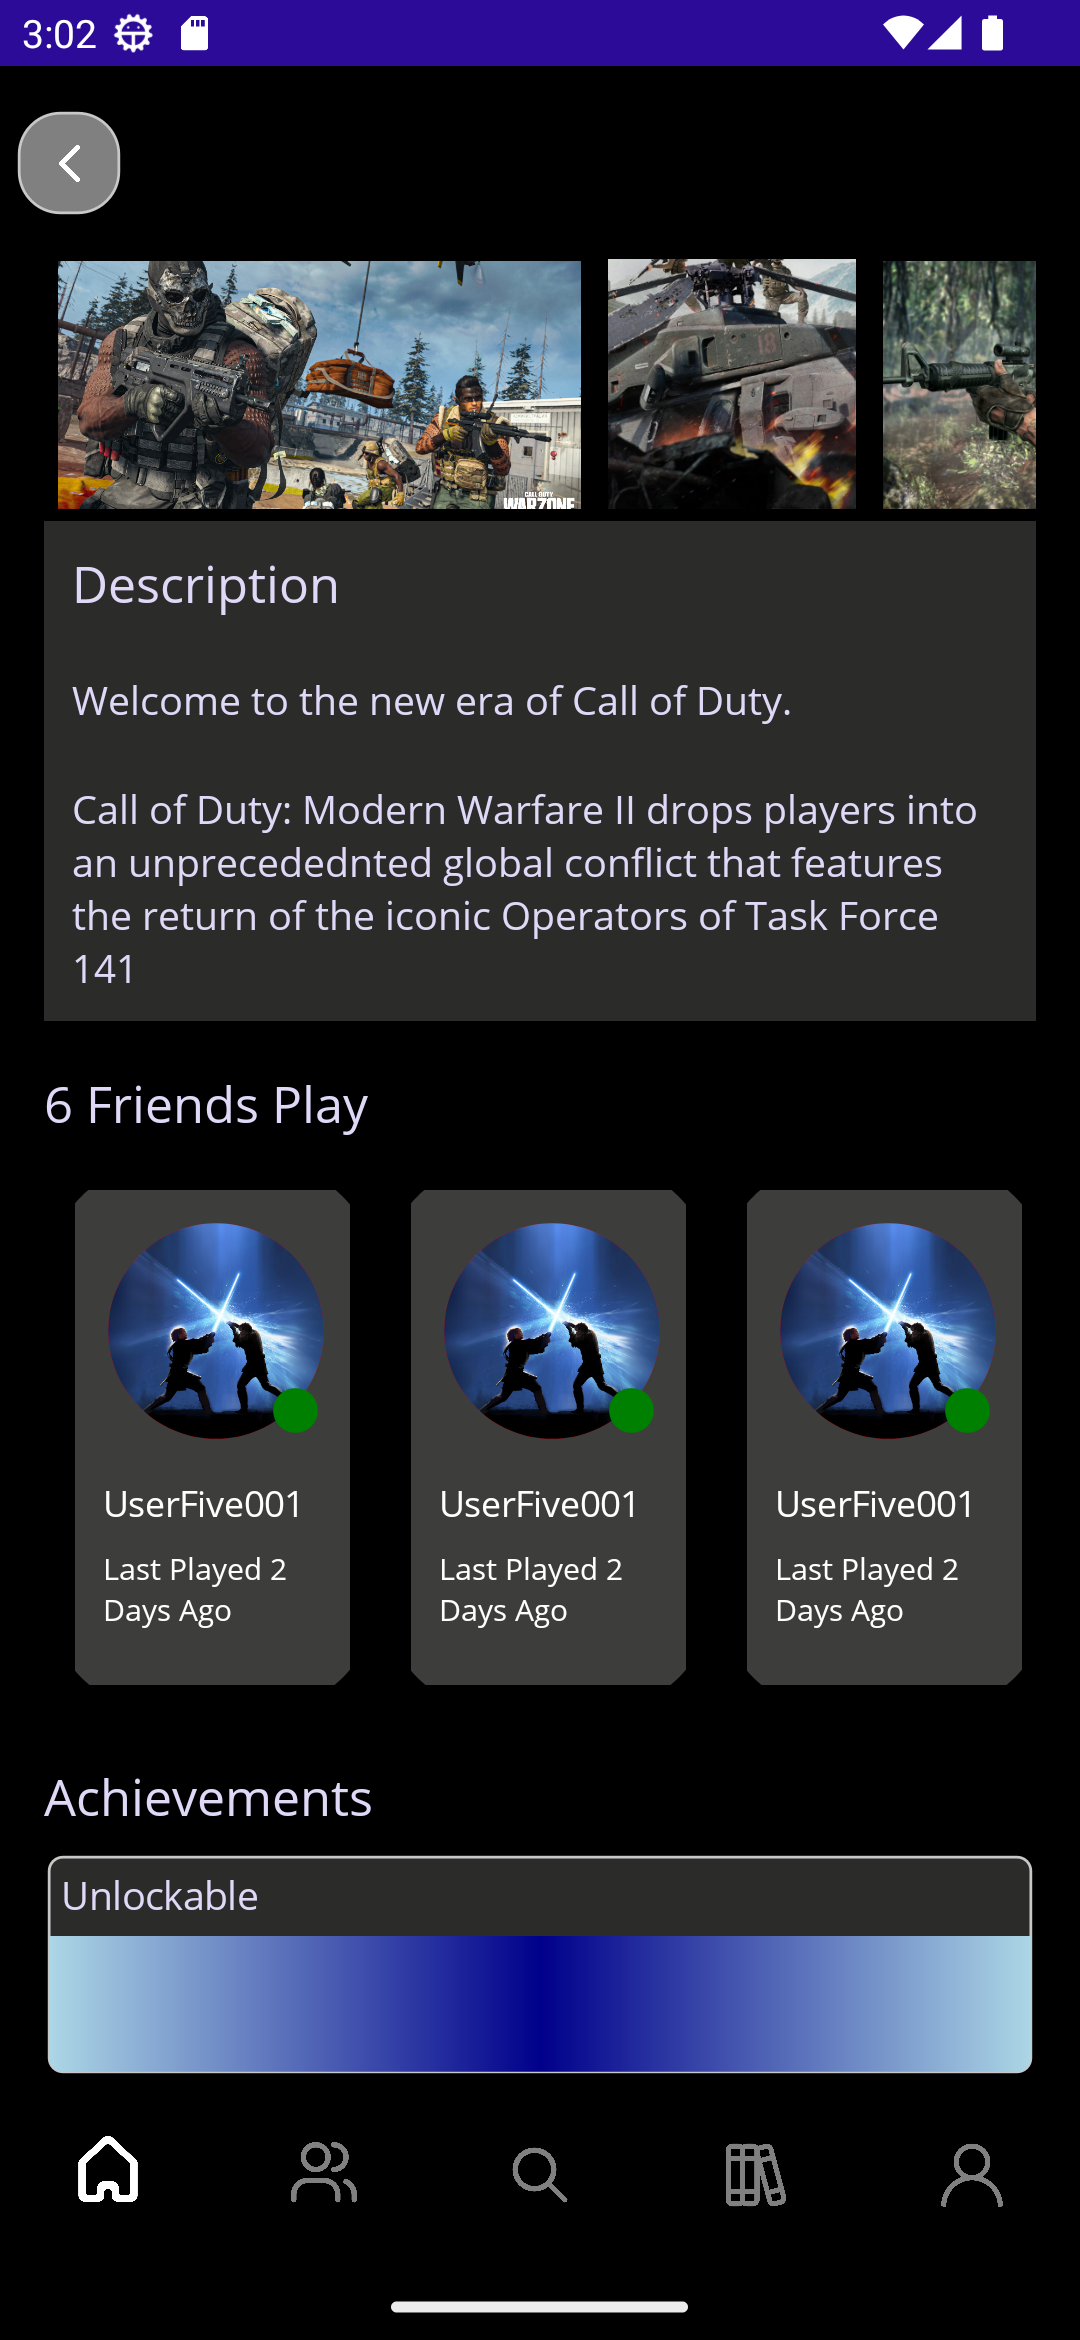 3:02
CALL OF DUTY
WARZONE
Description
Welcome to the new era of Call of Duty.
Call of Duty: Modern Warfare II drops players into
an unprecedednted global conflict that features
the return of the iconic Operators of Task Force
141
6 Friends Play
UserFive001
Last Played 2
Days Ago
UserFive001
Last Played 2
Days Ago
UserFive001
Last Played 2
Days Ago
Achievements
Unlockable